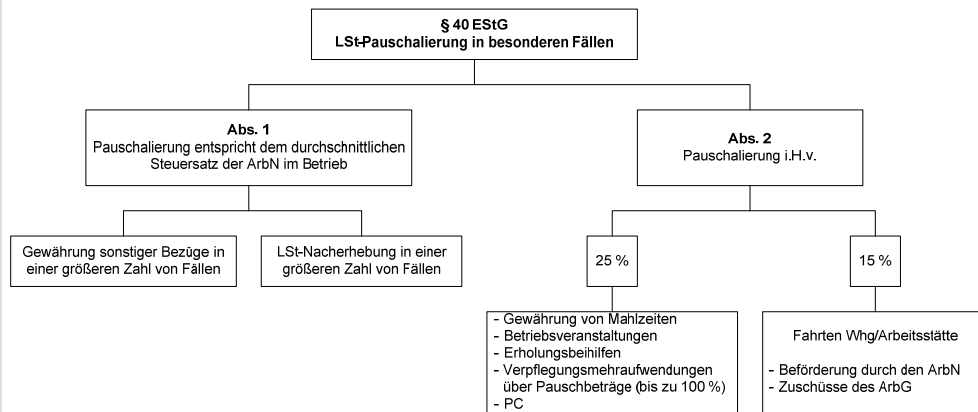 § 40 EStG
LSt-Pauschalierung in besonderen Fällen
Abs. 1
Pauschalierung entspricht dem durchschnittlichen
Steuersatz der ArbN im Betrieb
Abs. 2
Pauschalierung i.H.v.
Gewährung sonstiger Bezüge in
einer größeren Zahl von Fällen
LSt-Nacherhebung in einer
größeren Zahl von Fällen
25 %
15 %
- Gewährung von Mahlzeiten
- Betriebsveranstaltungen
- Erholungsbeihilfen
- Verpflegungsmehraufwendungen
über Pauschbeträge (bis zu 100 %)
- PC
Fahrten Whg/Arbeitsstätte
- Beförderung durch den ArbN
- Zuschüsse des ArbG